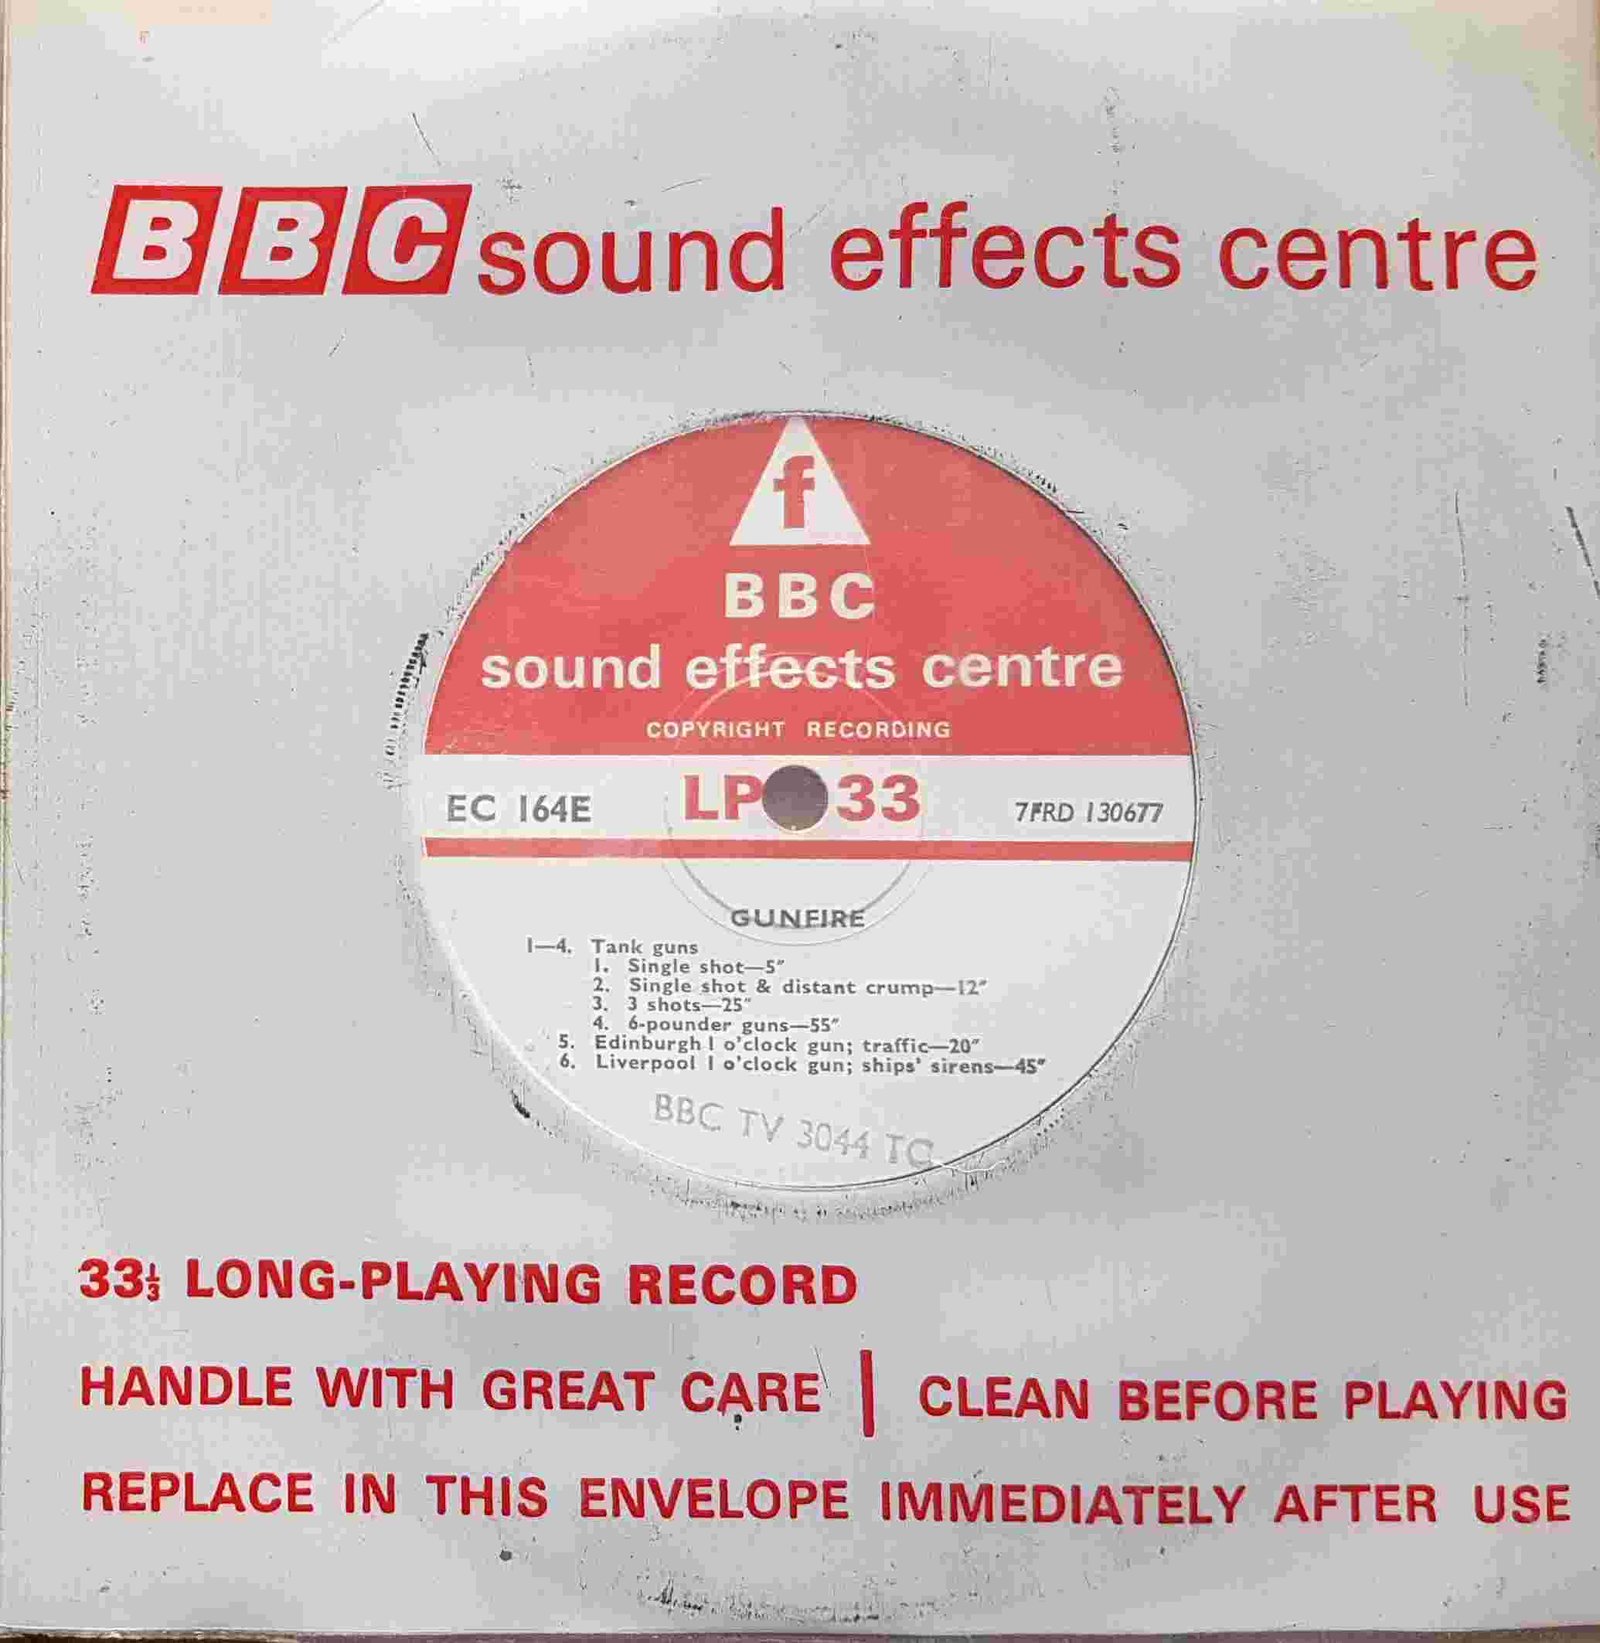 BBC sound effects centre
f
BBC
sound effects centre
COPYRIGHT RECORDING
EC 164E LP 33 7FRD 130677
GUNFIRE
1—4. Tank guns
1. Single shot—5"
2. Single shot & distant crump—12"
3. 3 shots—25"
4. 6-pounder guns—55"
5. Edinburgh 1 o'clock gun; traffic—20"
6. Liverpool 1 o'clock gun; ships' sirens—45"
BBC TV 3044 TC
33⅓ LONG-PLAYING RECORD
HANDLE WITH GREAT CARE | CLEAN BEFORE PLAYING
REPLACE IN THIS ENVELOPE IMMEDIATELY AFTER USE